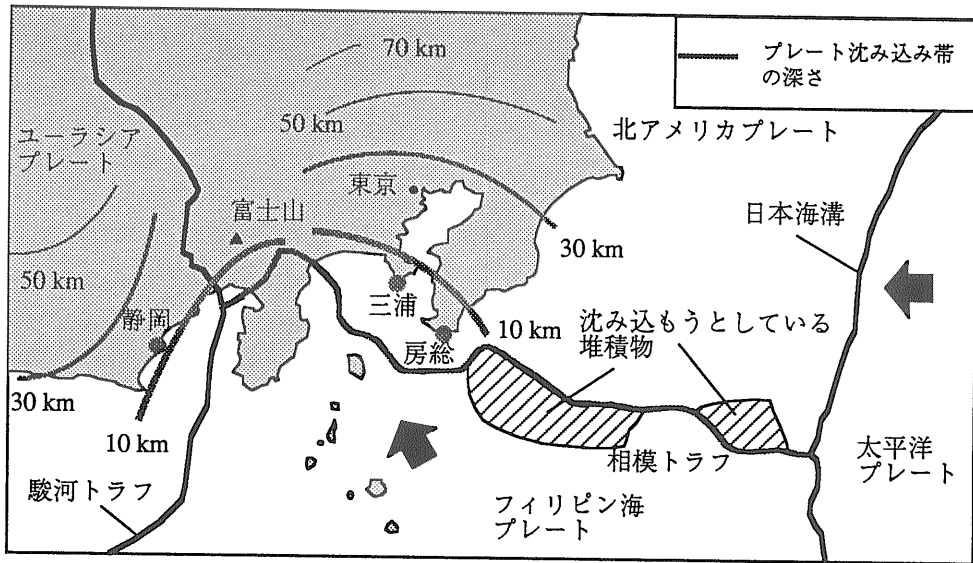 プレート沈み込み帯
の深さ
70 km
50 km
北アメリカプレート
ユーラシア
プレート
東京
富士山
日本海溝
30 km
50 km
三浦
静岡
10 km
沈み込もうとしている
堆積物
房総
30 km
10 km
相模トラフ
太平洋
プレート
駿河トラフ
フィリピン海
プレート